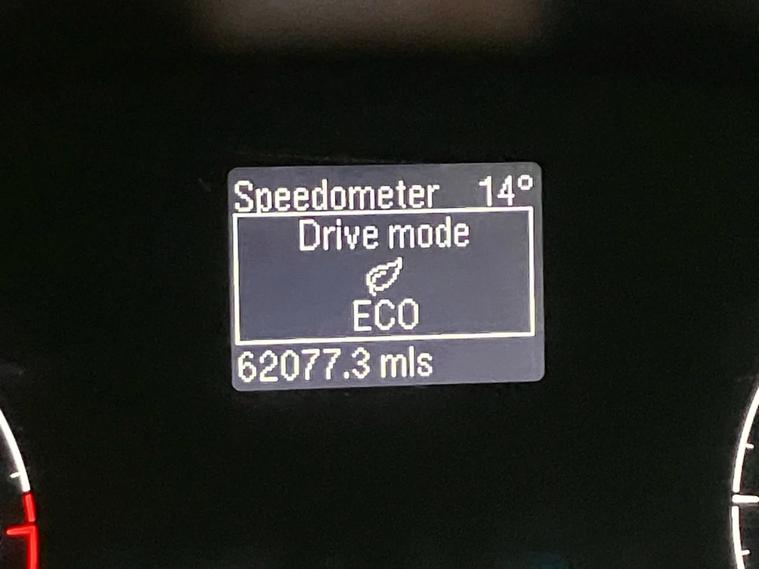 Speedometer 14°
Drive mode
ECO
62077.3 mls